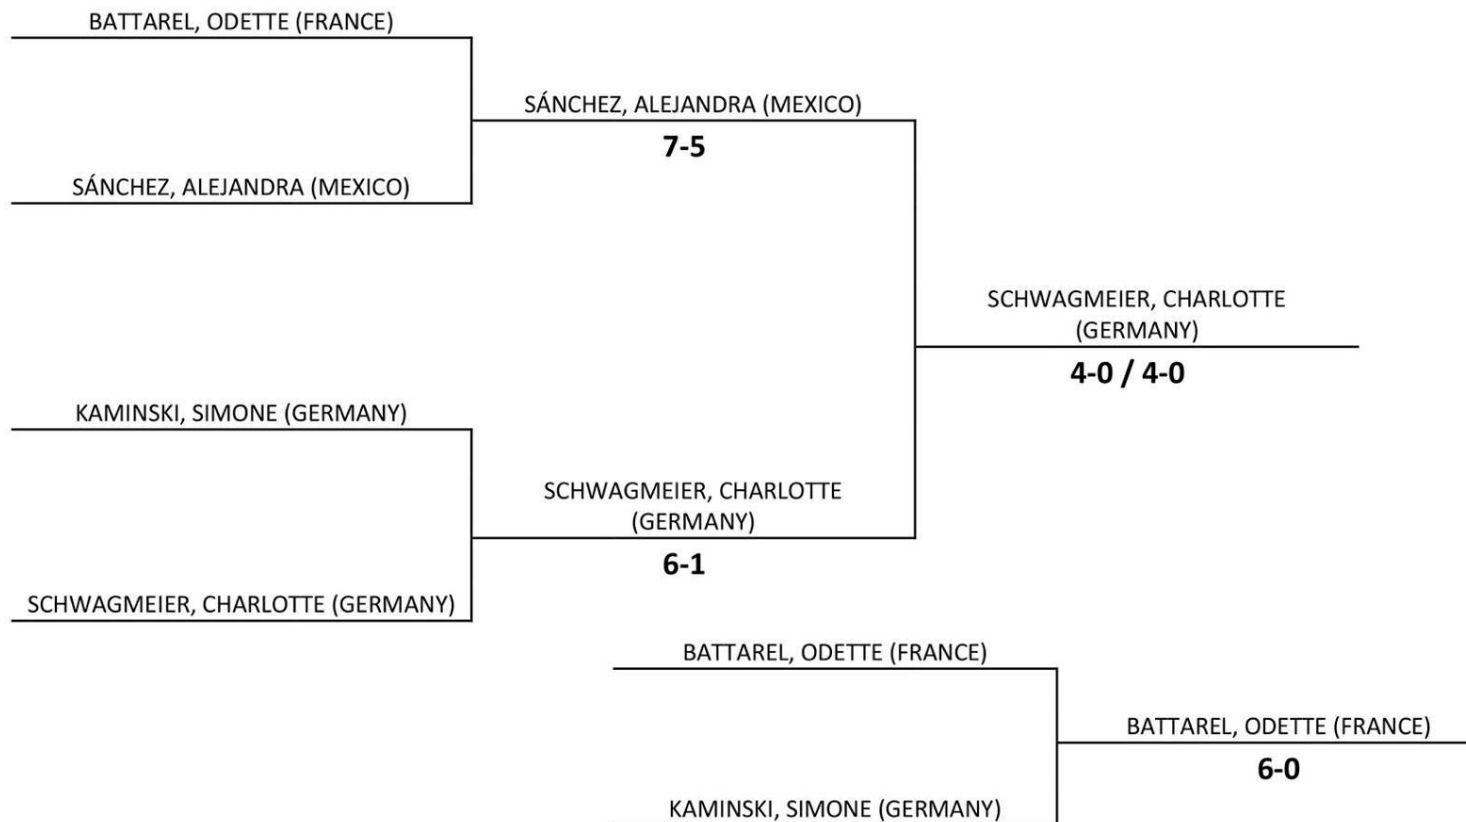 BATTAREL, ODETTE (FRANCE)
SÁNCHEZ, ALEJANDRA (MEXICO)
7-5
SÁNCHEZ, ALEJANDRA (MEXICO)
SCHWAGMEIER, CHARLOTTE
(GERMANY)
4-0 / 4-0
KAMINSKI, SIMONE (GERMANY)
SCHWAGMEIER, CHARLOTTE
(GERMANY)
6-1
SCHWAGMEIER, CHARLOTTE (GERMANY)
BATTAREL, ODETTE (FRANCE)
BATTAREL, ODETTE (FRANCE)
6-0
KAMINSKI, SIMONE (GERMANY)